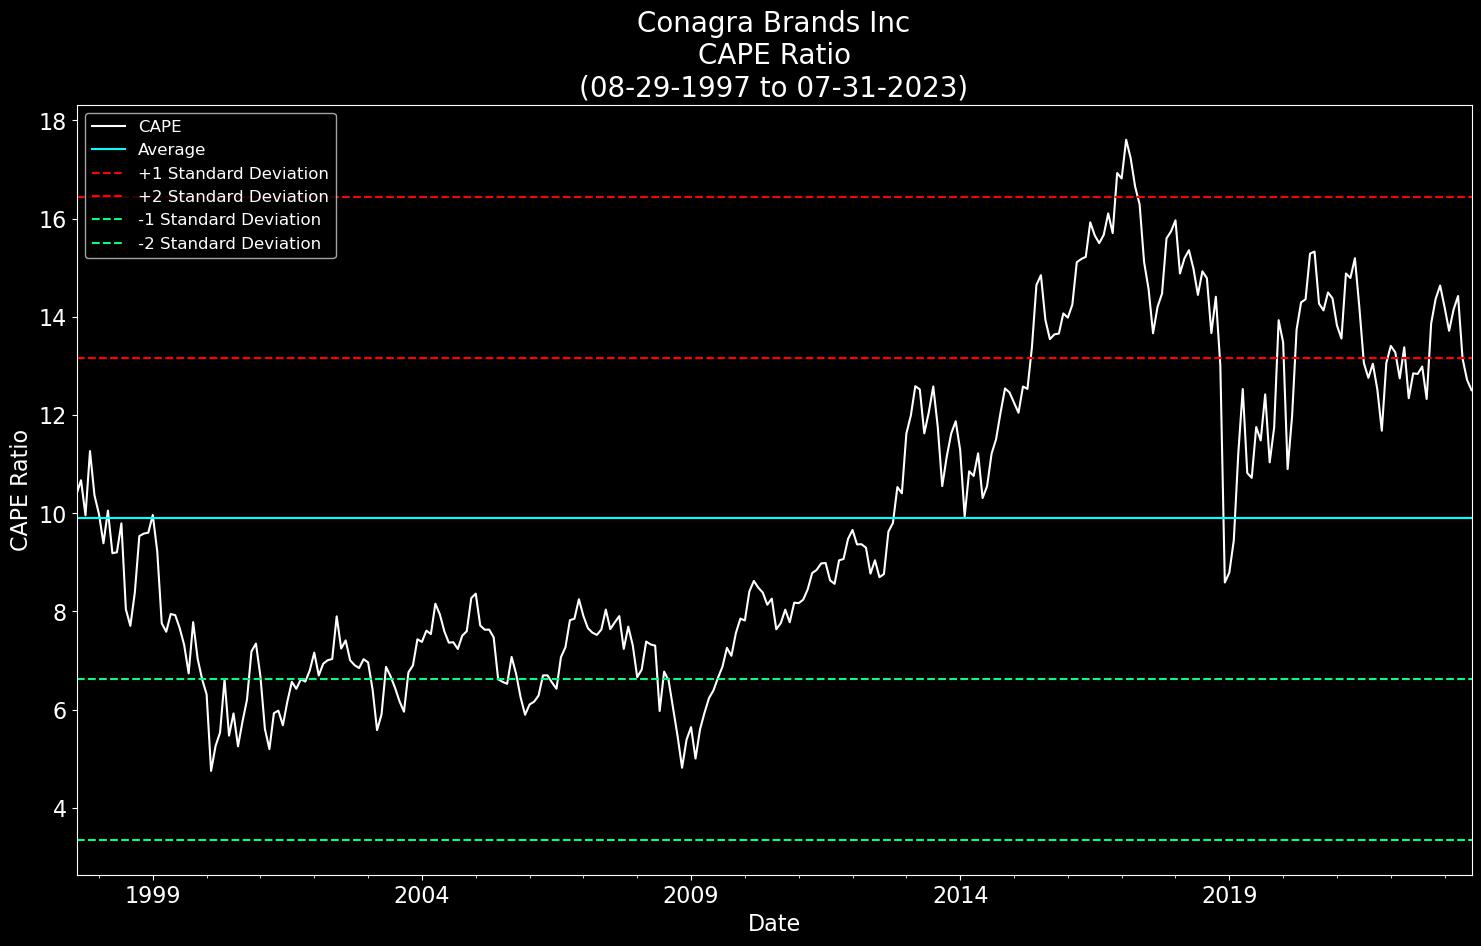 Conagra Brands Inc
CAPE Ratio
(08-29-1997 to 07-31-2023)
CAPE
Average
+1 Standard Deviation
+2 Standard Deviation
-1 Standard Deviation
-2 Standard Deviation
18
16
14
12
10
8
6
4
CAPE Ratio
1999 2004 2009 2014 2019
Date